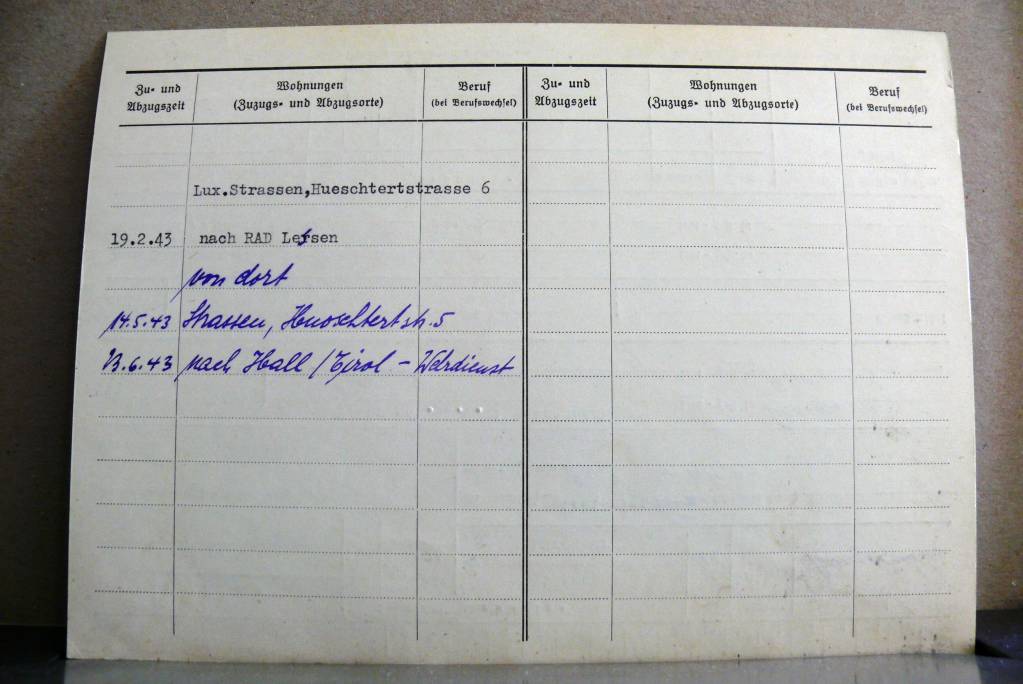 Zu- und Abzugszeit
Wohnungen
(Zuzugs- und Abzugsorte)
Beruf
(bei Berufswechsel)
Zu- und Abzugszeit
Wohnungen
(Zuzugs- und Abzugsorte)
Beruf
(bei Berufswechsel)
Lux.Strassen,Hueschtertstrasse 6
19.2.43 nach RAD
von dort
14.5.43 Strassen, Hueschtertstr. 5
13.6.43 nach Hall / Tirol - Wehrdienst